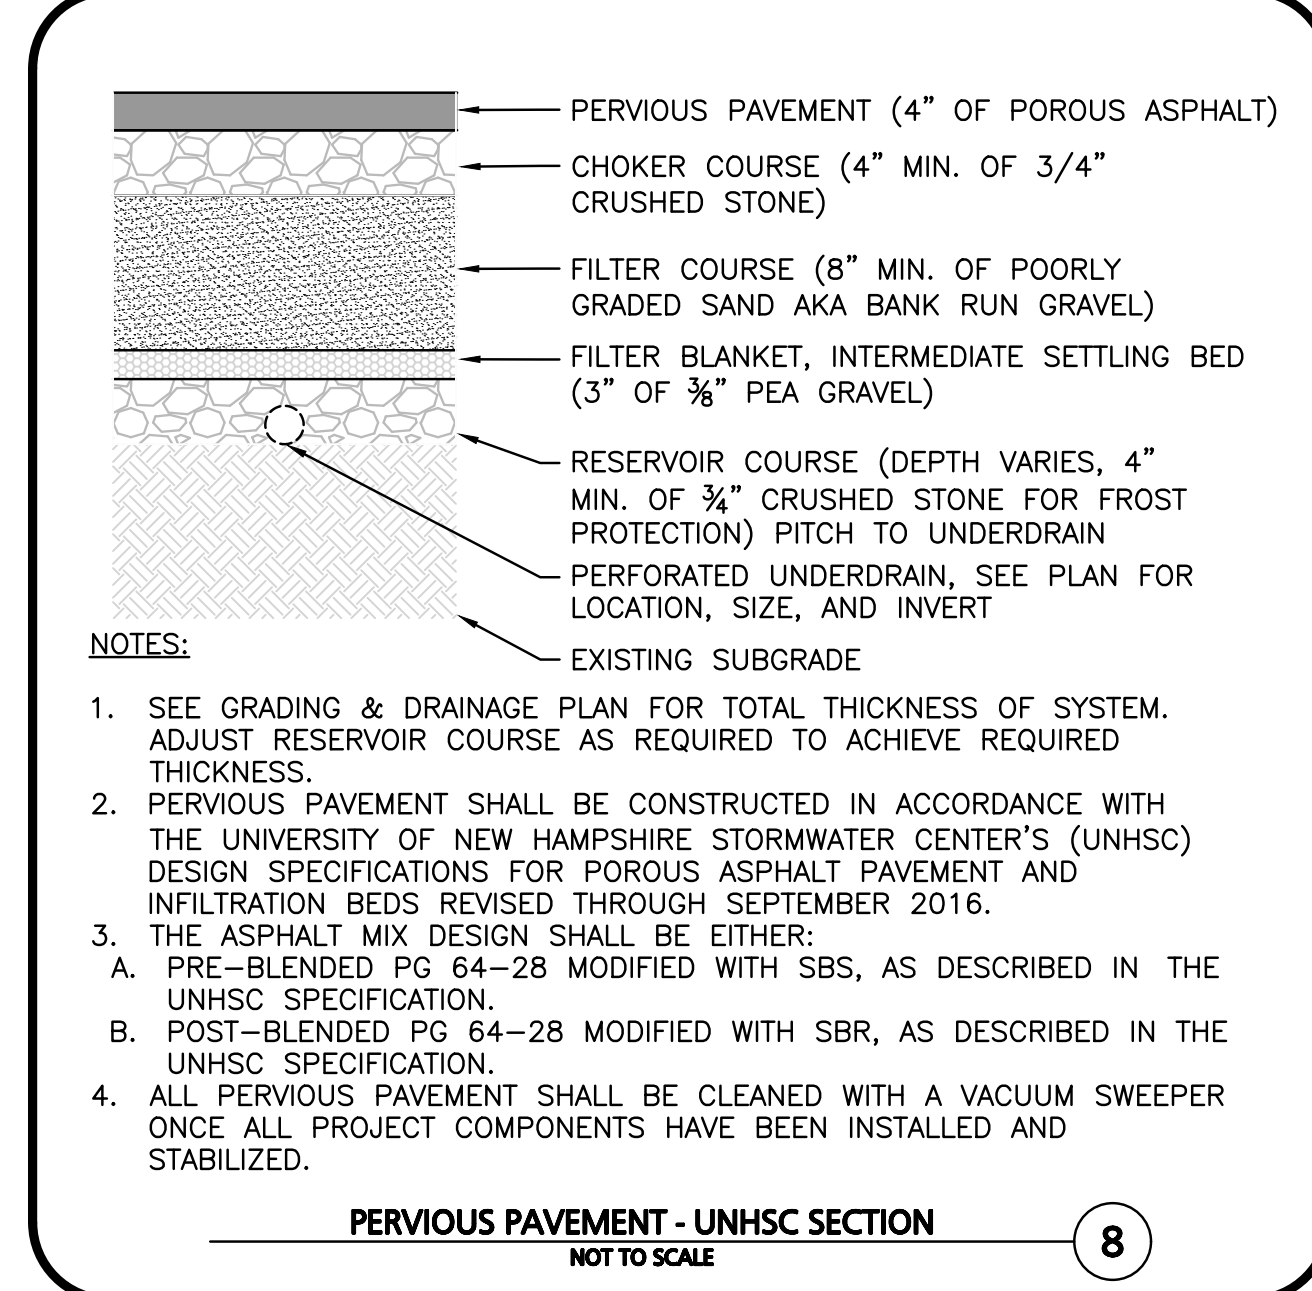 PERVIOUS PAVEMENT (4" OF POROUS ASPHALT)
CHOKER COURSE (4" MIN. OF 3/4"
CRUSHED STONE)
FILTER COURSE (8" MIN. OF POORLY
GRADED SAND AKA BANK RUN GRAVEL)
FILTER BLANKET, INTERMEDIATE SETTLING BED
(3" OF ⅜" PEA GRAVEL)
RESERVOIR COURSE (DEPTH VARIES, 4"
MIN. OF ¾" CRUSHED STONE FOR FROST
PROTECTION) PITCH TO UNDERDRAIN
PERFORATED UNDERDRAIN, SEE PLAN FOR
LOCATION, SIZE, AND INVERT
EXISTING SUBGRADE
NOTES:
1. SEE GRADING & DRAINAGE PLAN FOR TOTAL THICKNESS OF SYSTEM.
ADJUST RESERVOIR COURSE AS REQUIRED TO ACHIEVE REQUIRED
THICKNESS.
2. PERVIOUS PAVEMENT SHALL BE CONSTRUCTED IN ACCORDANCE WITH
THE UNIVERSITY OF NEW HAMPSHIRE STORMWATER CENTER'S (UNHSC)
DESIGN SPECIFICATIONS FOR POROUS ASPHALT PAVEMENT AND
INFILTRATION BEDS REVISED THROUGH SEPTEMBER 2016.
3. THE ASPHALT MIX DESIGN SHALL BE EITHER:
A. PRE-BLENDED PG 64-28 MODIFIED WITH SBS, AS DESCRIBED IN THE
UNHSC SPECIFICATION.
B. POST-BLENDED PG 64-28 MODIFIED WITH SBR, AS DESCRIBED IN THE
UNHSC SPECIFICATION.
4. ALL PERVIOUS PAVEMENT SHALL BE CLEANED WITH A VACUUM SWEEPER
ONCE ALL PROJECT COMPONENTS HAVE BEEN INSTALLED AND
STABILIZED.
PERVIOUS PAVEMENT - UNHSC SECTION
NOT TO SCALE
8